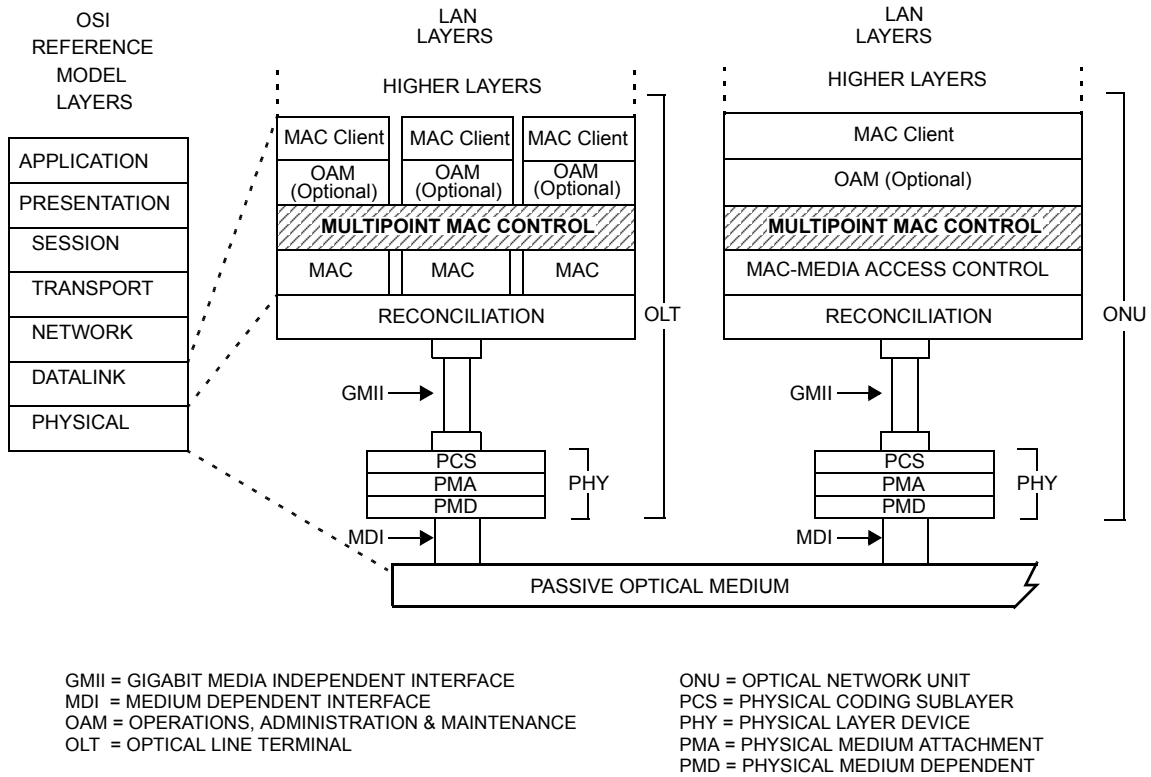 OSI
REFERENCE
MODEL
LAYERS
APPLICATION
PRESENTATION
SESSION
TRANSPORT
NETWORK
DATALINK
PHYSICAL
LAN
LAYERS
HIGHER LAYERS
MAC Client
MAC Client
MAC Client
OAM
(Optional)
OAM
(Optional)
OAM
(Optional)
MULTIPOINT MAC CONTROL
MAC
MAC
MAC
RECONCILIATION
OLT
GMII
PCS
PMA
PMD
PHY
MDI
LAN
LAYERS
HIGHER LAYERS
MAC Client
OAM (Optional)
MULTIPOINT MAC CONTROL
MAC-MEDIA ACCESS CONTROL
RECONCILIATION
ONU
GMII
PCS
PMA
PMD
PHY
MDI
PASSIVE OPTICAL MEDIUM
GMII = GIGABIT MEDIA INDEPENDENT INTERFACE
MDI = MEDIUM DEPENDENT INTERFACE
OAM = OPERATIONS, ADMINISTRATION & MAINTENANCE
OLT = OPTICAL LINE TERMINAL
ONU = OPTICAL NETWORK UNIT
PCS = PHYSICAL CODING SUBLAYER
PHY = PHYSICAL LAYER DEVICE
PMA = PHYSICAL MEDIUM ATTACHMENT
PMD = PHYSICAL MEDIUM DEPENDENT